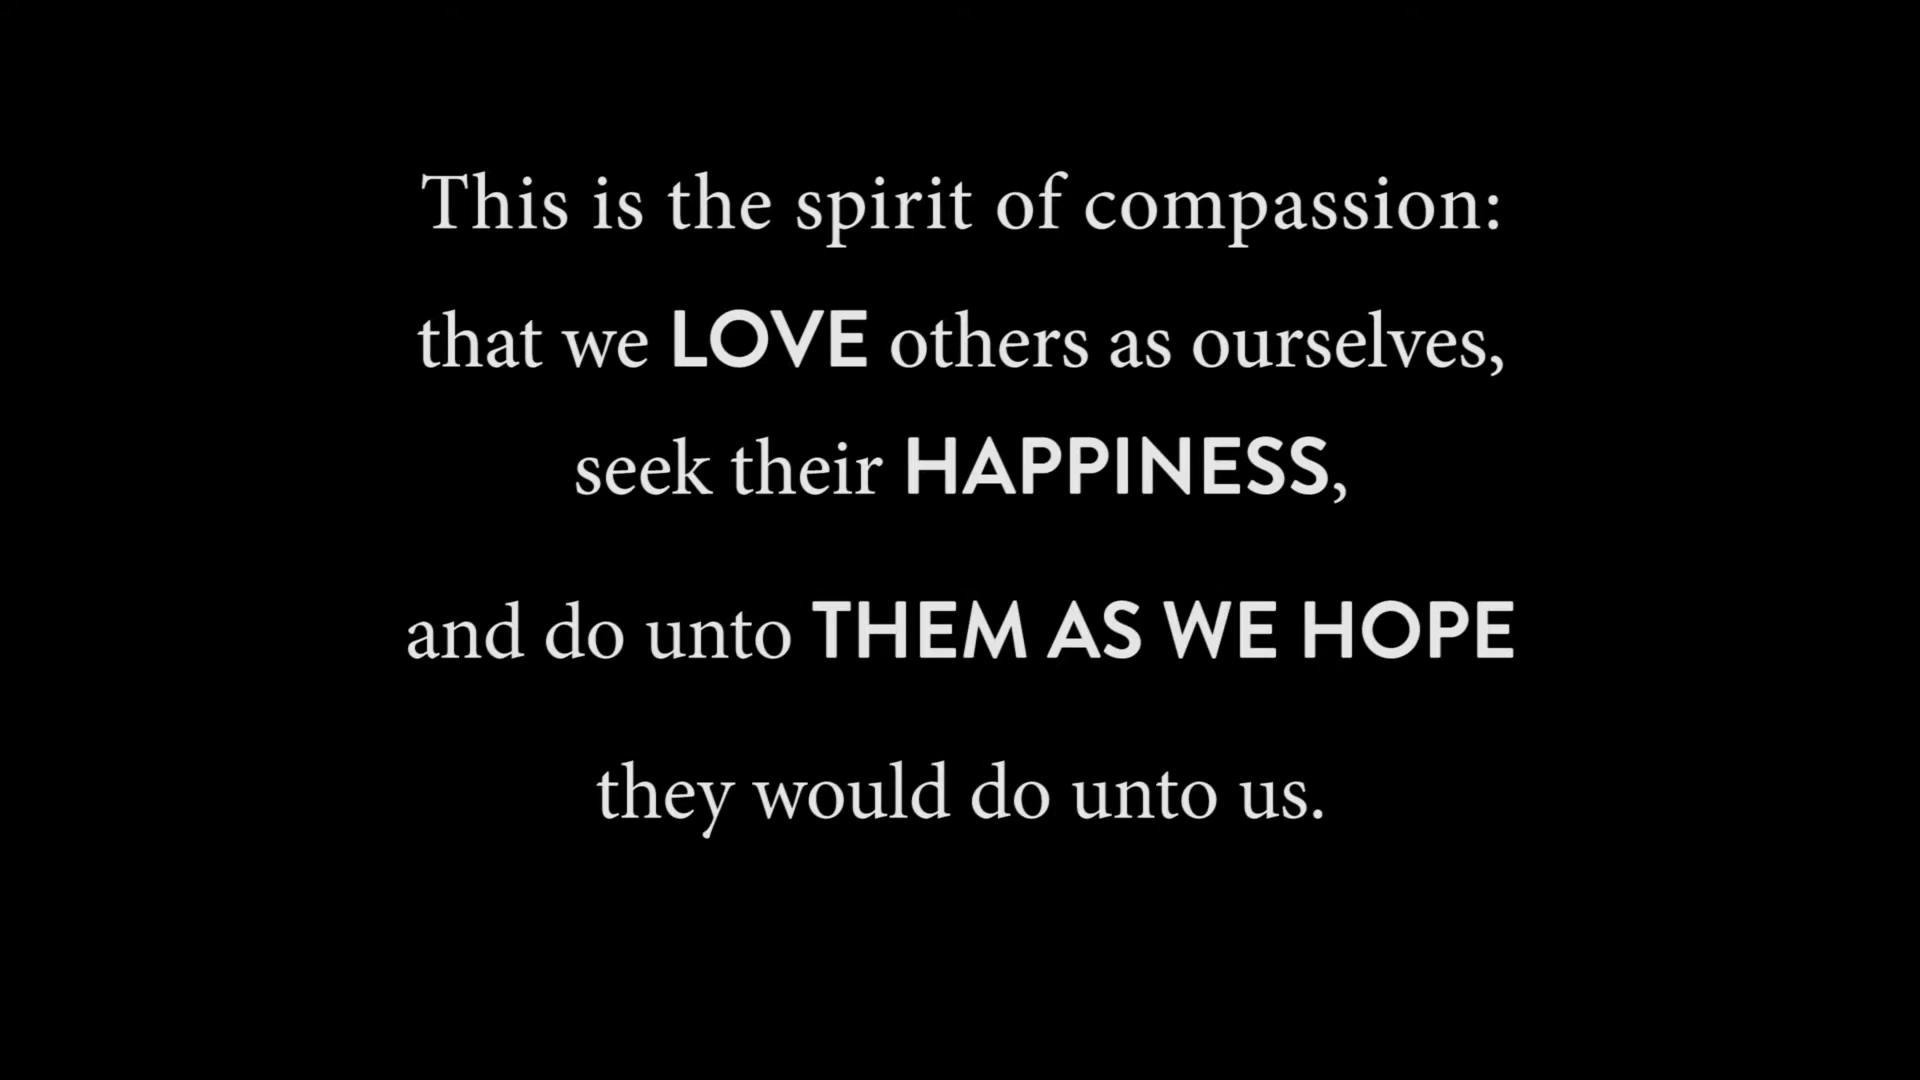 This is the spirit of compassion:
that we LOVE others as ourselves,
seek their HAPPINESS,
and do unto THEM AS WE HOPE
they would do unto us.